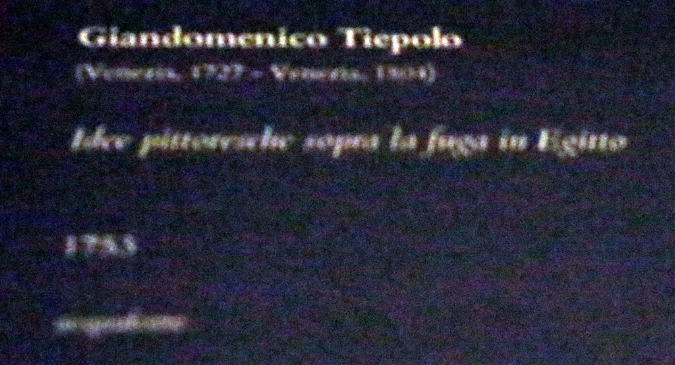 Giandomenico Tiepolo
(Venezia, 1727 - Venezia, 1804)
Idee pittoresche sopra la fuga in Egitto
1753